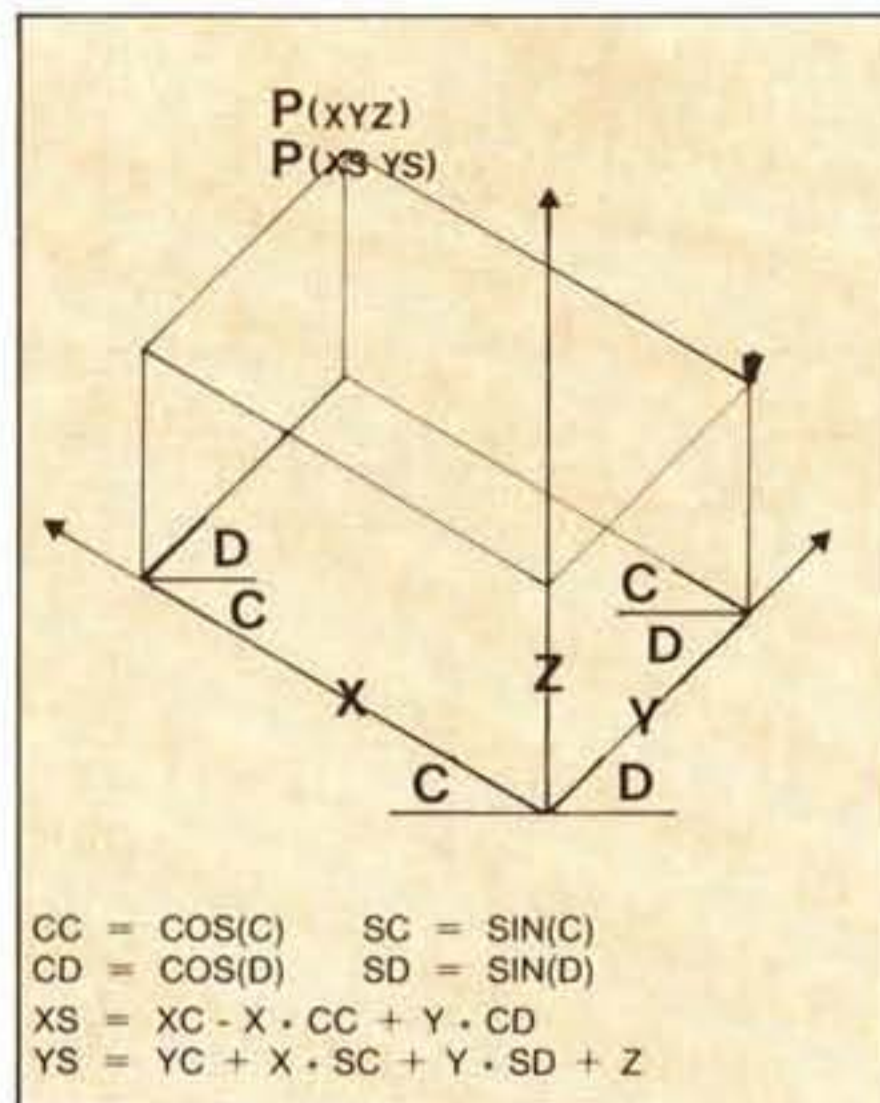 P(XYZ)
P(XS YS)
D
C
C
D
X
Z
Y
C
D
CC = COS(C) SC = SIN(C)
CD = COS(D) SD = SIN(D)
XS = XC - X • CC + Y • CD
YS = YC + X • SC + Y • SD + Z